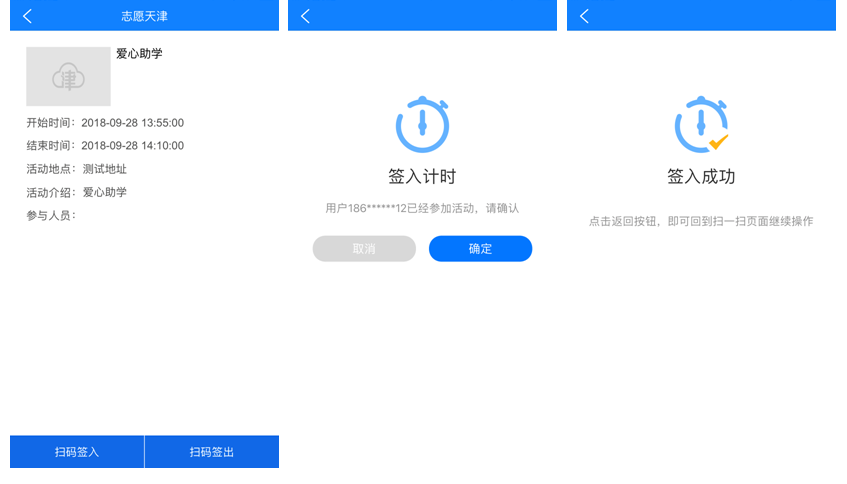 志愿天津
津
爱心助学
开始时间：2018-09-28 13:55:00
结束时间：2018-09-28 14:10:00
活动地点：测试地址
活动介绍：爱心助学
参与人员：
扫码签入
扫码签出
签入计时
用户186******12已经参加活动，请确认
取消
确定
签入成功
点击返回按钮，即可回到扫一扫页面继续操作